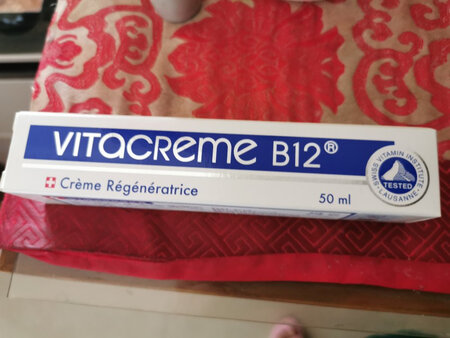 VITACREME B12®
Crème Régénératrice
50 ml
SWISS VITAMIN INSTITUTE
TESTED
LAUSANNE